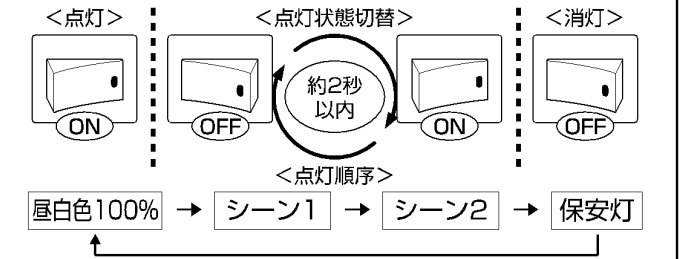 <点灯> <点灯状態切替> <消灯>
約2秒
以内
ON OFF ON OFF
<点灯順序>
昼白色100% → シーン1 → シーン2 → 保安灯